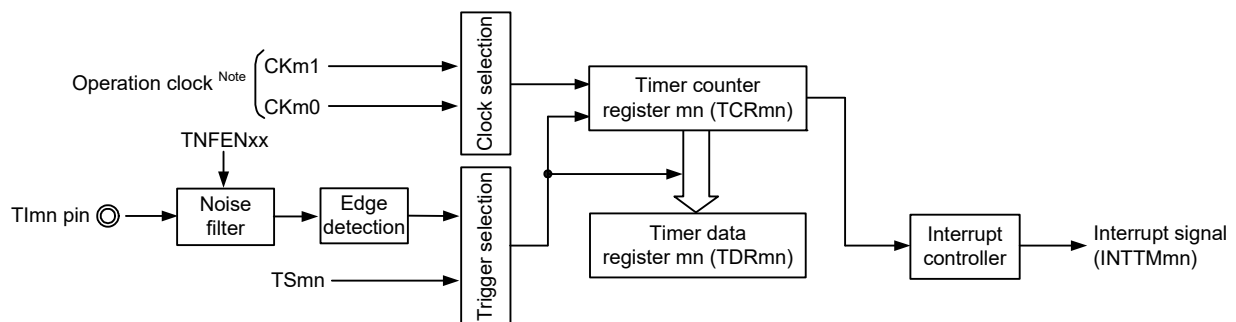 Operation clock Note
CKm1
CKm0
Clock selection
Timer counter
register mn (TCRmn)
TNFENxx
TImn pin
Noise
filter
Edge
detection
TSmn
Trigger selection
Timer data
register mn (TDRmn)
Interrupt
controller
Interrupt signal
(INTTMmn)